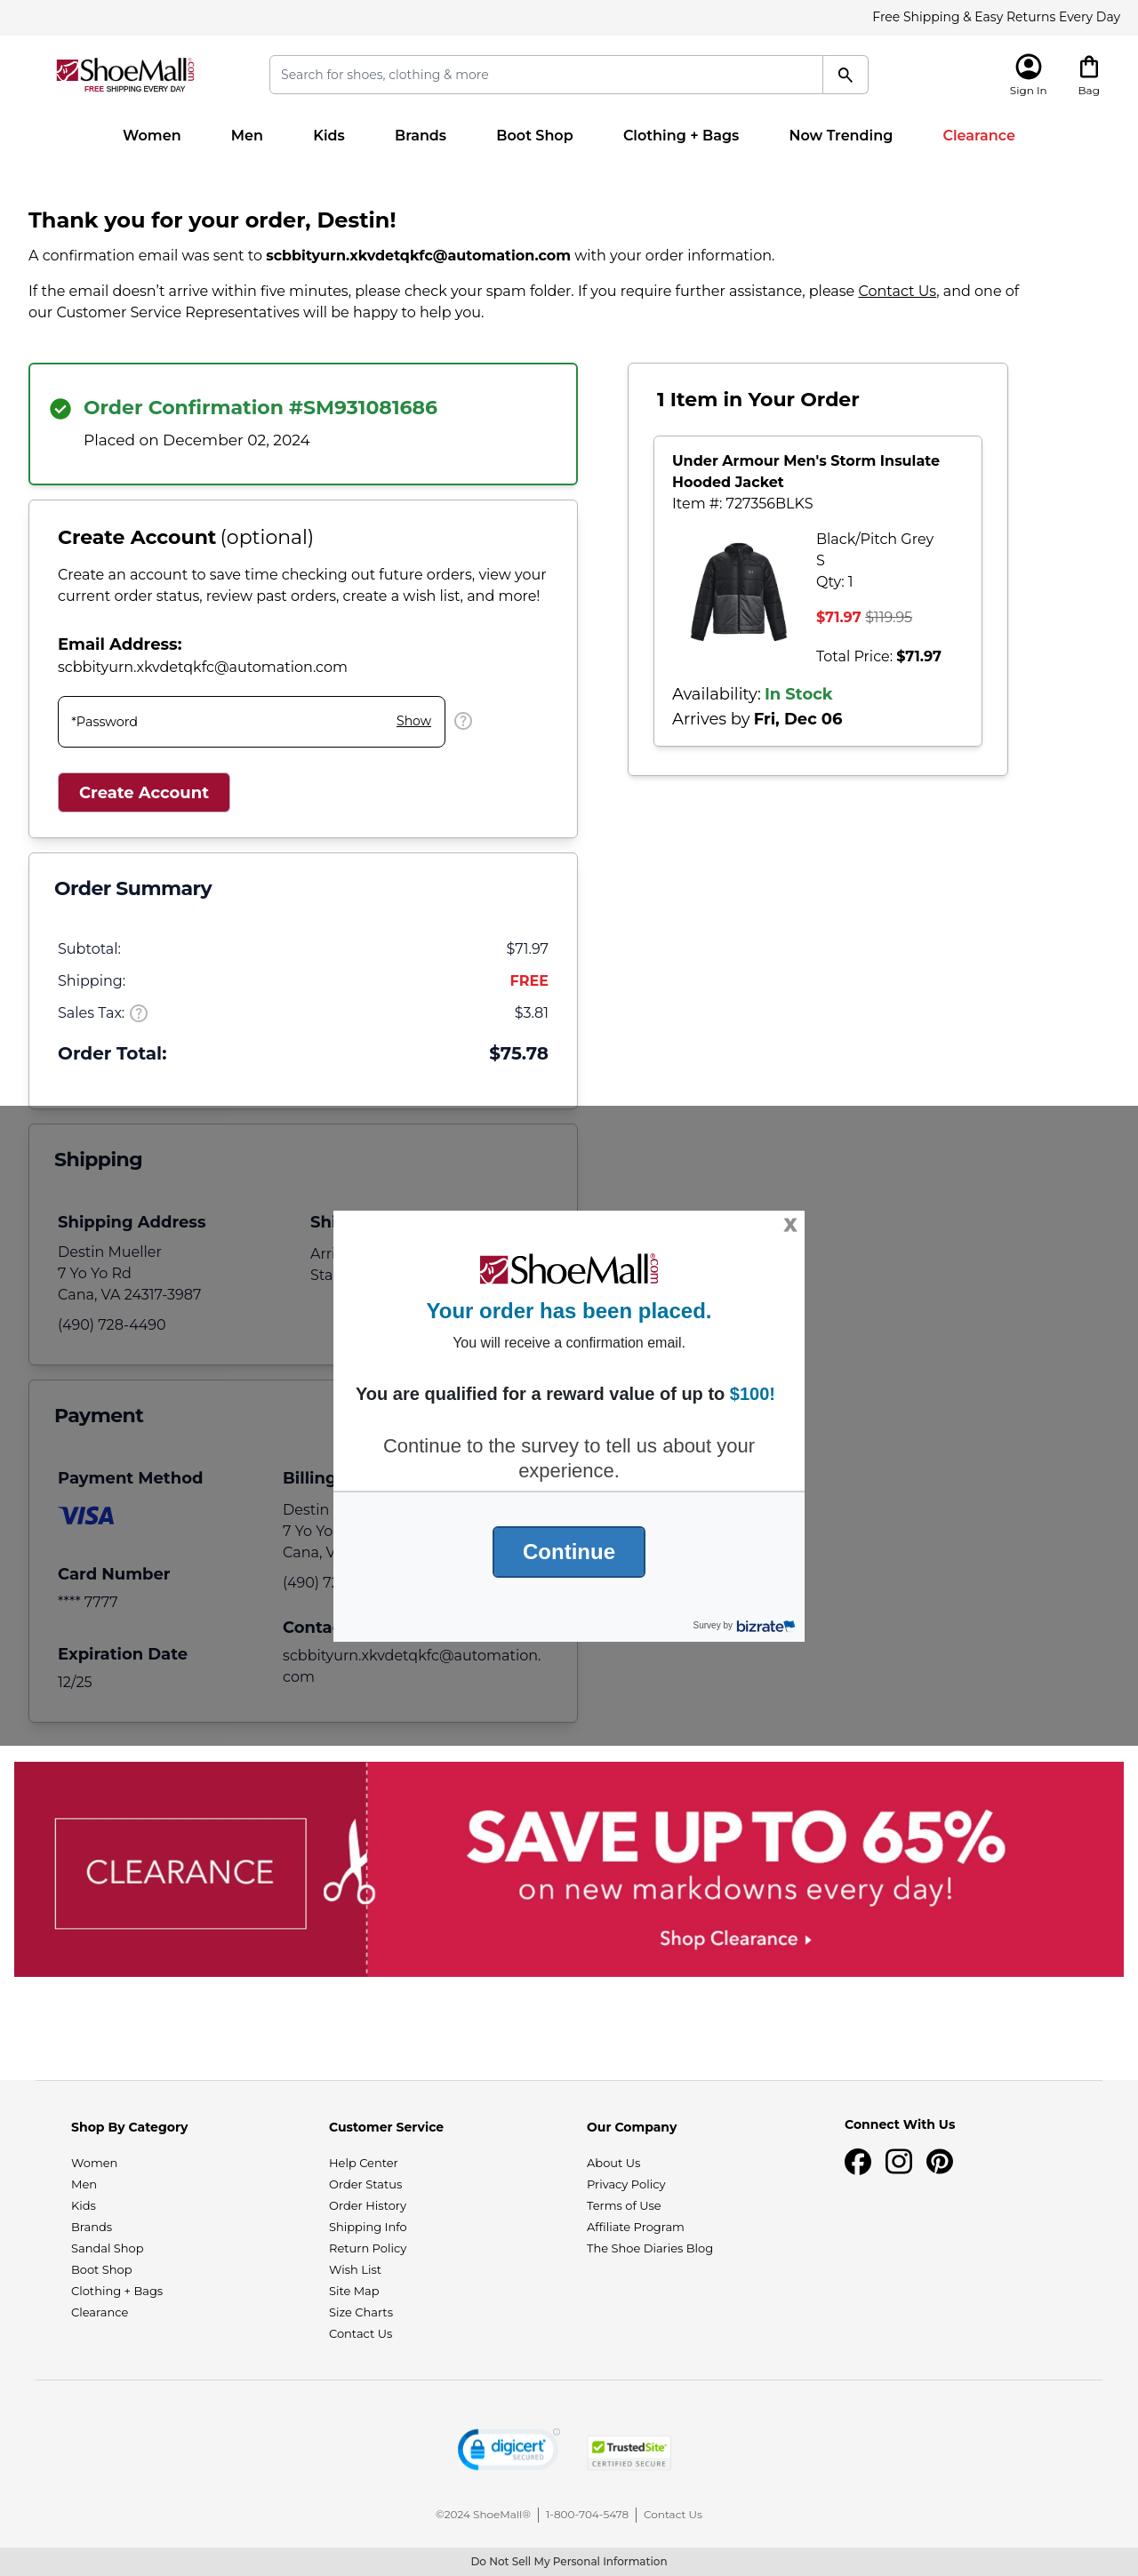 Free Shipping & Easy Returns Every Day
ShoeMall.com
FREE SHIPPING EVERY DAY
Search for shoes, clothing & more
Sign In
Bag
Women Men Kids Brands Boot Shop Clothing + Bags Now Trending Clearance
Thank you for your order, Destin!
A confirmation email was sent to scbbityurn.xkvdetqkfc@automation.com with your order information.
If the email doesn’t arrive within five minutes, please check your spam folder. If you require further assistance, please Contact Us, and one of
our Customer Service Representatives will be happy to help you.
Order Confirmation #SM931081686
Placed on December 02, 2024
Create Account (optional)
Create an account to save time checking out future orders, view your
current order status, review past orders, create a wish list, and more!
Email Address:
scbbityurn.xkvdetqkfc@automation.com
*Password Show ?
Create Account
1 Item in Your Order
Under Armour Men's Storm Insulate
Hooded Jacket
Item #: 727356BLKS
Black/Pitch Grey
S
Qty: 1
$71.97 $119.95
Total Price: $71.97
Availability: In Stock
Arrives by Fri, Dec 06
Order Summary
Subtotal: $71.97
Shipping: FREE
Sales Tax: ? $3.81
Order Total: $75.78
Shipping
Shipping Address
Destin Mueller
7 Yo Yo Rd
Cana, VA 24317-3987
(490) 728-4490
Shi
Arri
Sta
Payment
Payment Method
VISA
Card Number
**** 7777
Expiration Date
12/25
Billing
Destin
7 Yo Yo
Cana, V
(490) 72
Conta
scbbityurn.xkvdetqkfc@automation.
com
X
ShoeMall.com
Your order has been placed.
You will receive a confirmation email.
You are qualified for a reward value of up to $100!
Continue to the survey to tell us about your
experience.
Continue
Survey by bizrate
CLEARANCE
SAVE UP TO 65%
on new markdowns every day!
Shop Clearance
Shop By Category
Women
Men
Kids
Brands
Sandal Shop
Boot Shop
Clothing + Bags
Clearance
Customer Service
Help Center
Order Status
Order History
Shipping Info
Return Policy
Wish List
Site Map
Size Charts
Contact Us
Our Company
About Us
Privacy Policy
Terms of Use
Affiliate Program
The Shoe Diaries Blog
Connect With Us
digicert
SECURED
TrustedSite
CERTIFIED SECURE
©2024 ShoeMall® | 1-800-704-5478 | Contact Us
Do Not Sell My Personal Information